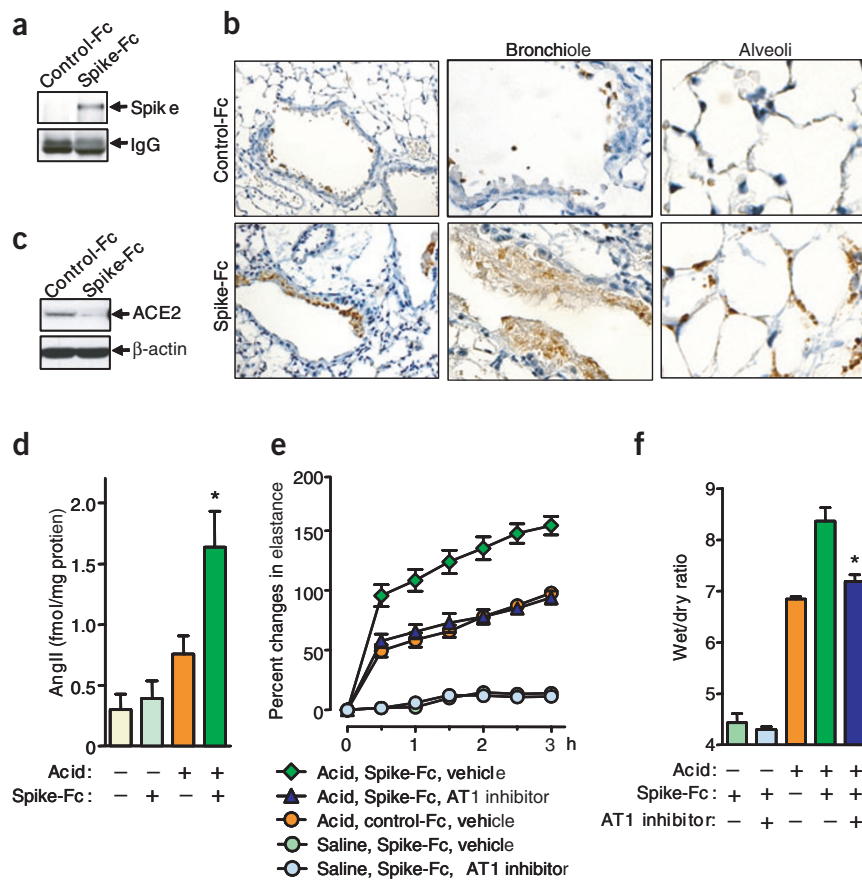 a
Control-Fc
Spike-Fc
Spike
IgG
b
Bronchiole
Alveoli
Control-Fc
Spike-Fc
c
Control-Fc
Spike-Fc
ACE2
β-actin
d
AngII (fmol/mg protien)
2.0
1.5
1.0
0.5
0
Acid: – – + +
Spike-Fc: – + – +
*
e
Percent changes in elastance
200
150
100
50
0
0 1 2 3 h
Acid, Spike-Fc, vehicle
Acid, Spike-Fc, AT1 inhibitor
Acid, control-Fc, vehicle
Saline, Spike-Fc, vehicle
Saline, Spike-Fc, AT1 inhibitor
f
Wet/dry ratio
9
8
7
6
5
4
*
Acid: – – + + +
Spike-Fc: + + – + +
AT1 inhibitor: – + – – +